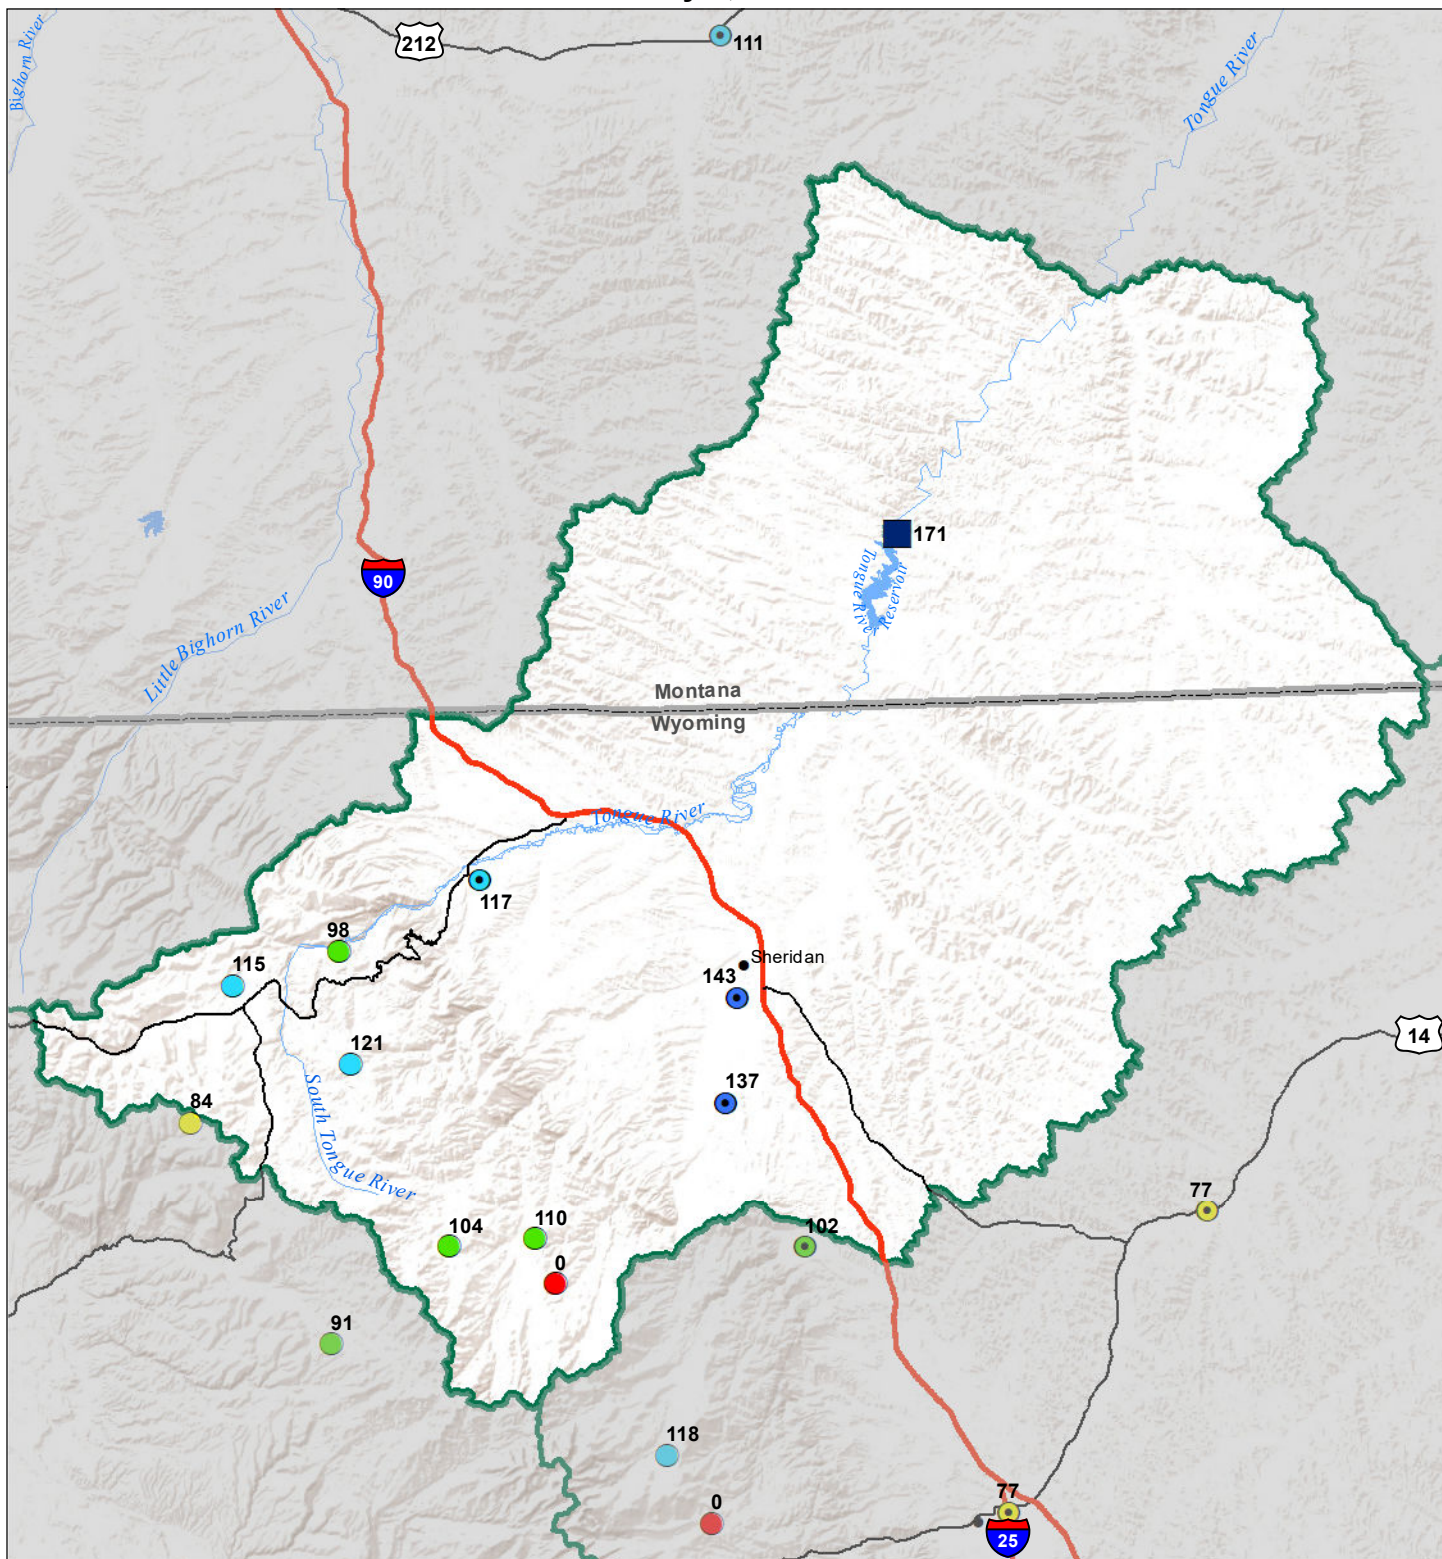 212
111
Bighorn River
Tongue River
171
Tongue River
Reservoir
90
Little Bighorn River
Montana
Wyoming
Tongue River
117
98
115
Sheridan
143
121
14
137
84
South Tongue River
77
104
110
102
0
91
118
77
0
25